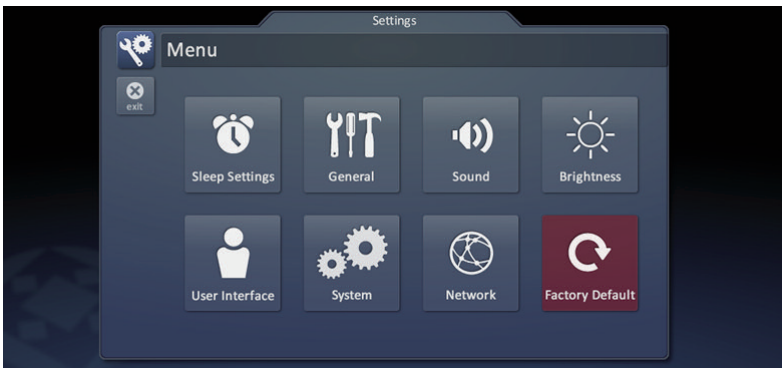 Settings
Menu
exit
Sleep Settings
General
Sound
Brightness
User Interface
System
Network
Factory Default